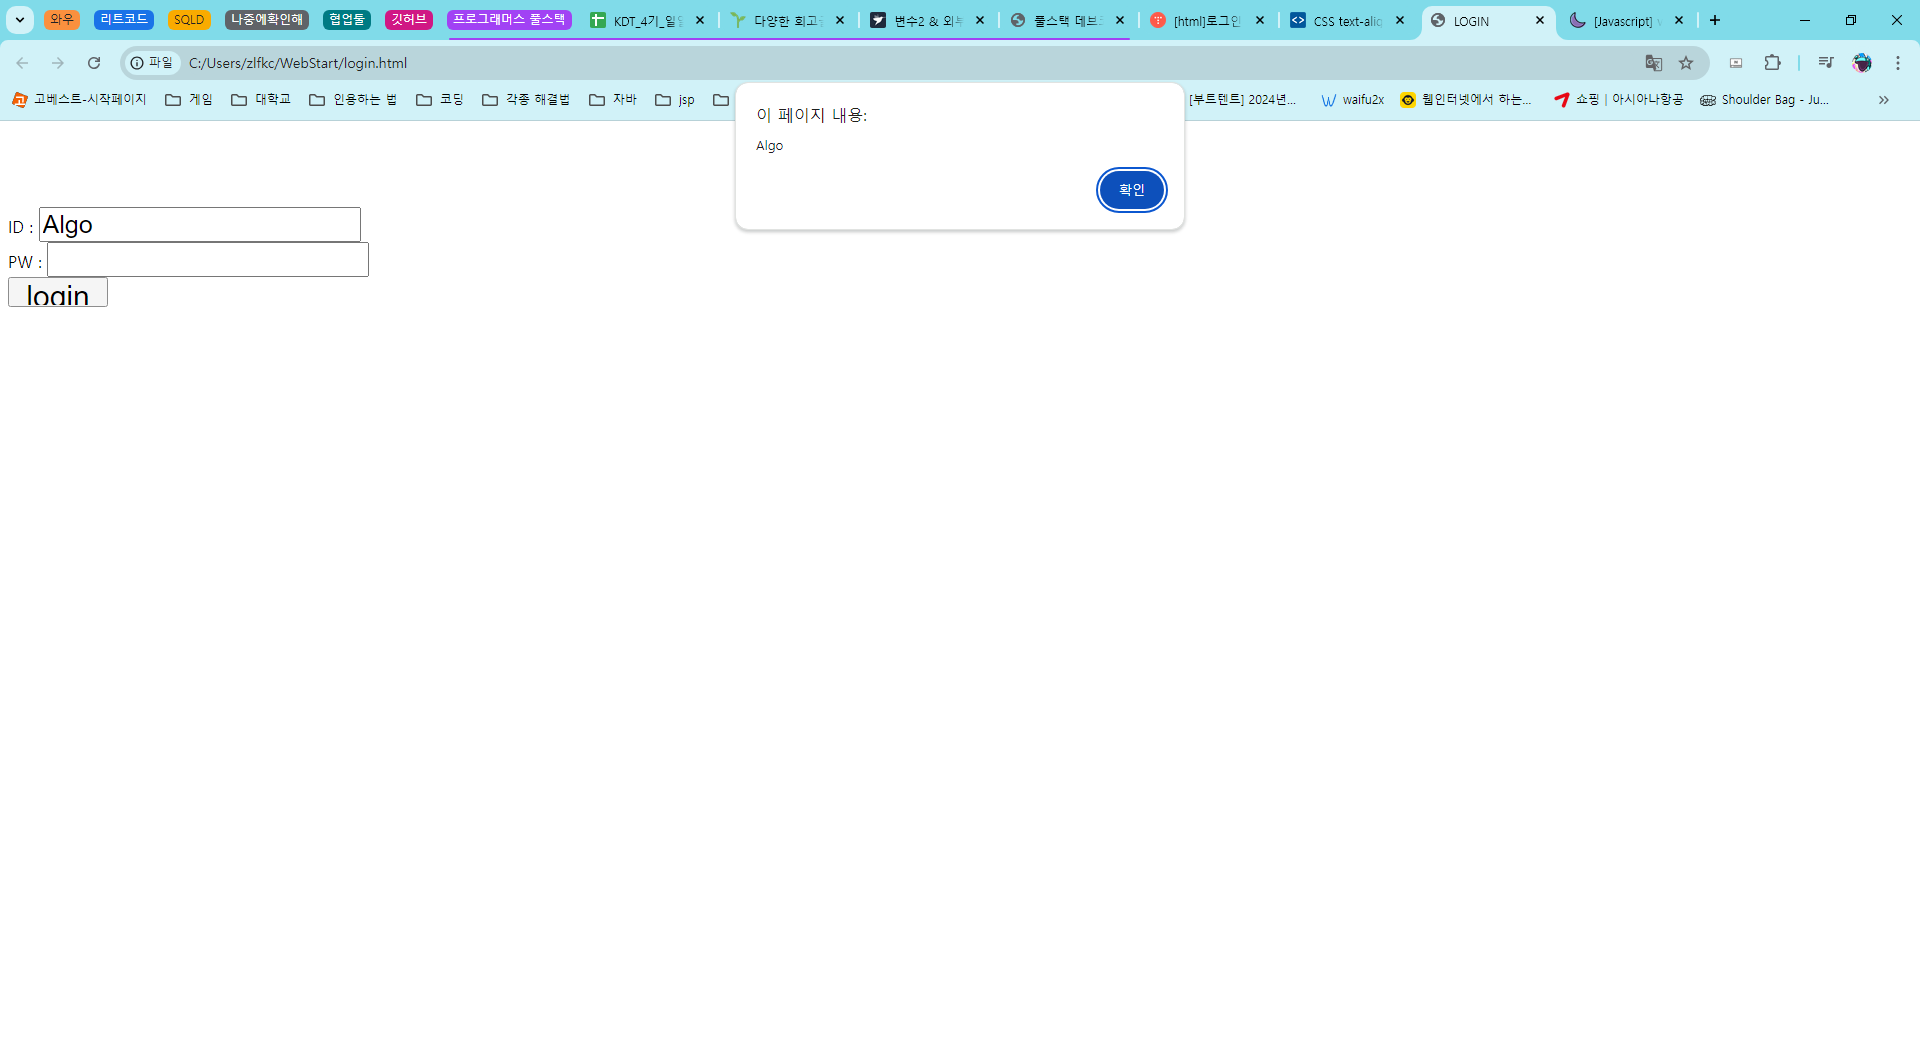 와우 리트코드 SQLD 나중에확인해 협업툴 깃허브 프로그래머스 풀스택 KDT_4기_일일 다양한 회고 변수2 & 외부 풀스택 데브 [html]로그인 CSS text-alig LOGIN [Javascript]
파일 C:/Users/zlfkc/WebStart/login.html
고베스트-시작페이지 게임 대학교 인용하는 법 코딩 각종 해결법 자바 jsp [부트텐트] 2024년... waifu2x 웹인터넷에서 하는... 쇼핑 | 아시아나항공 Shoulder Bag - Ju...
이 페이지 내용:
Algo
확인
ID : Algo
PW :
login